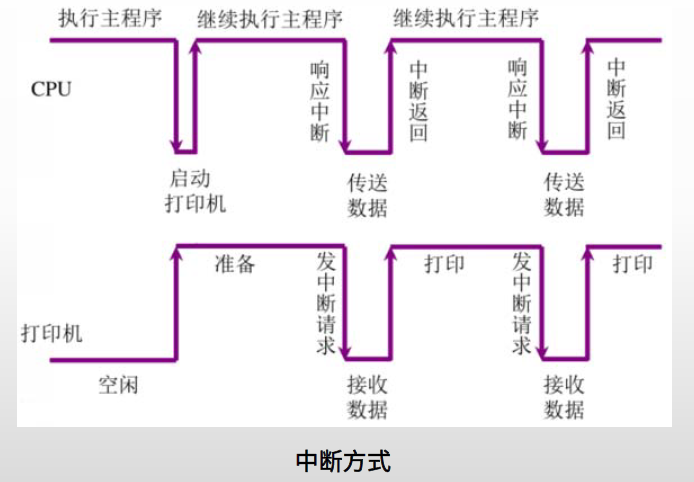 执行主程序
继续执行主程序
继续执行主程序
CPU
响应中断
中断返回
响应中断
中断返回
启动
打印机
传送
数据
传送
数据
准备
发中断请求
打印
发中断请求
打印
打印机
空闲
接收
数据
接收
数据
中断方式